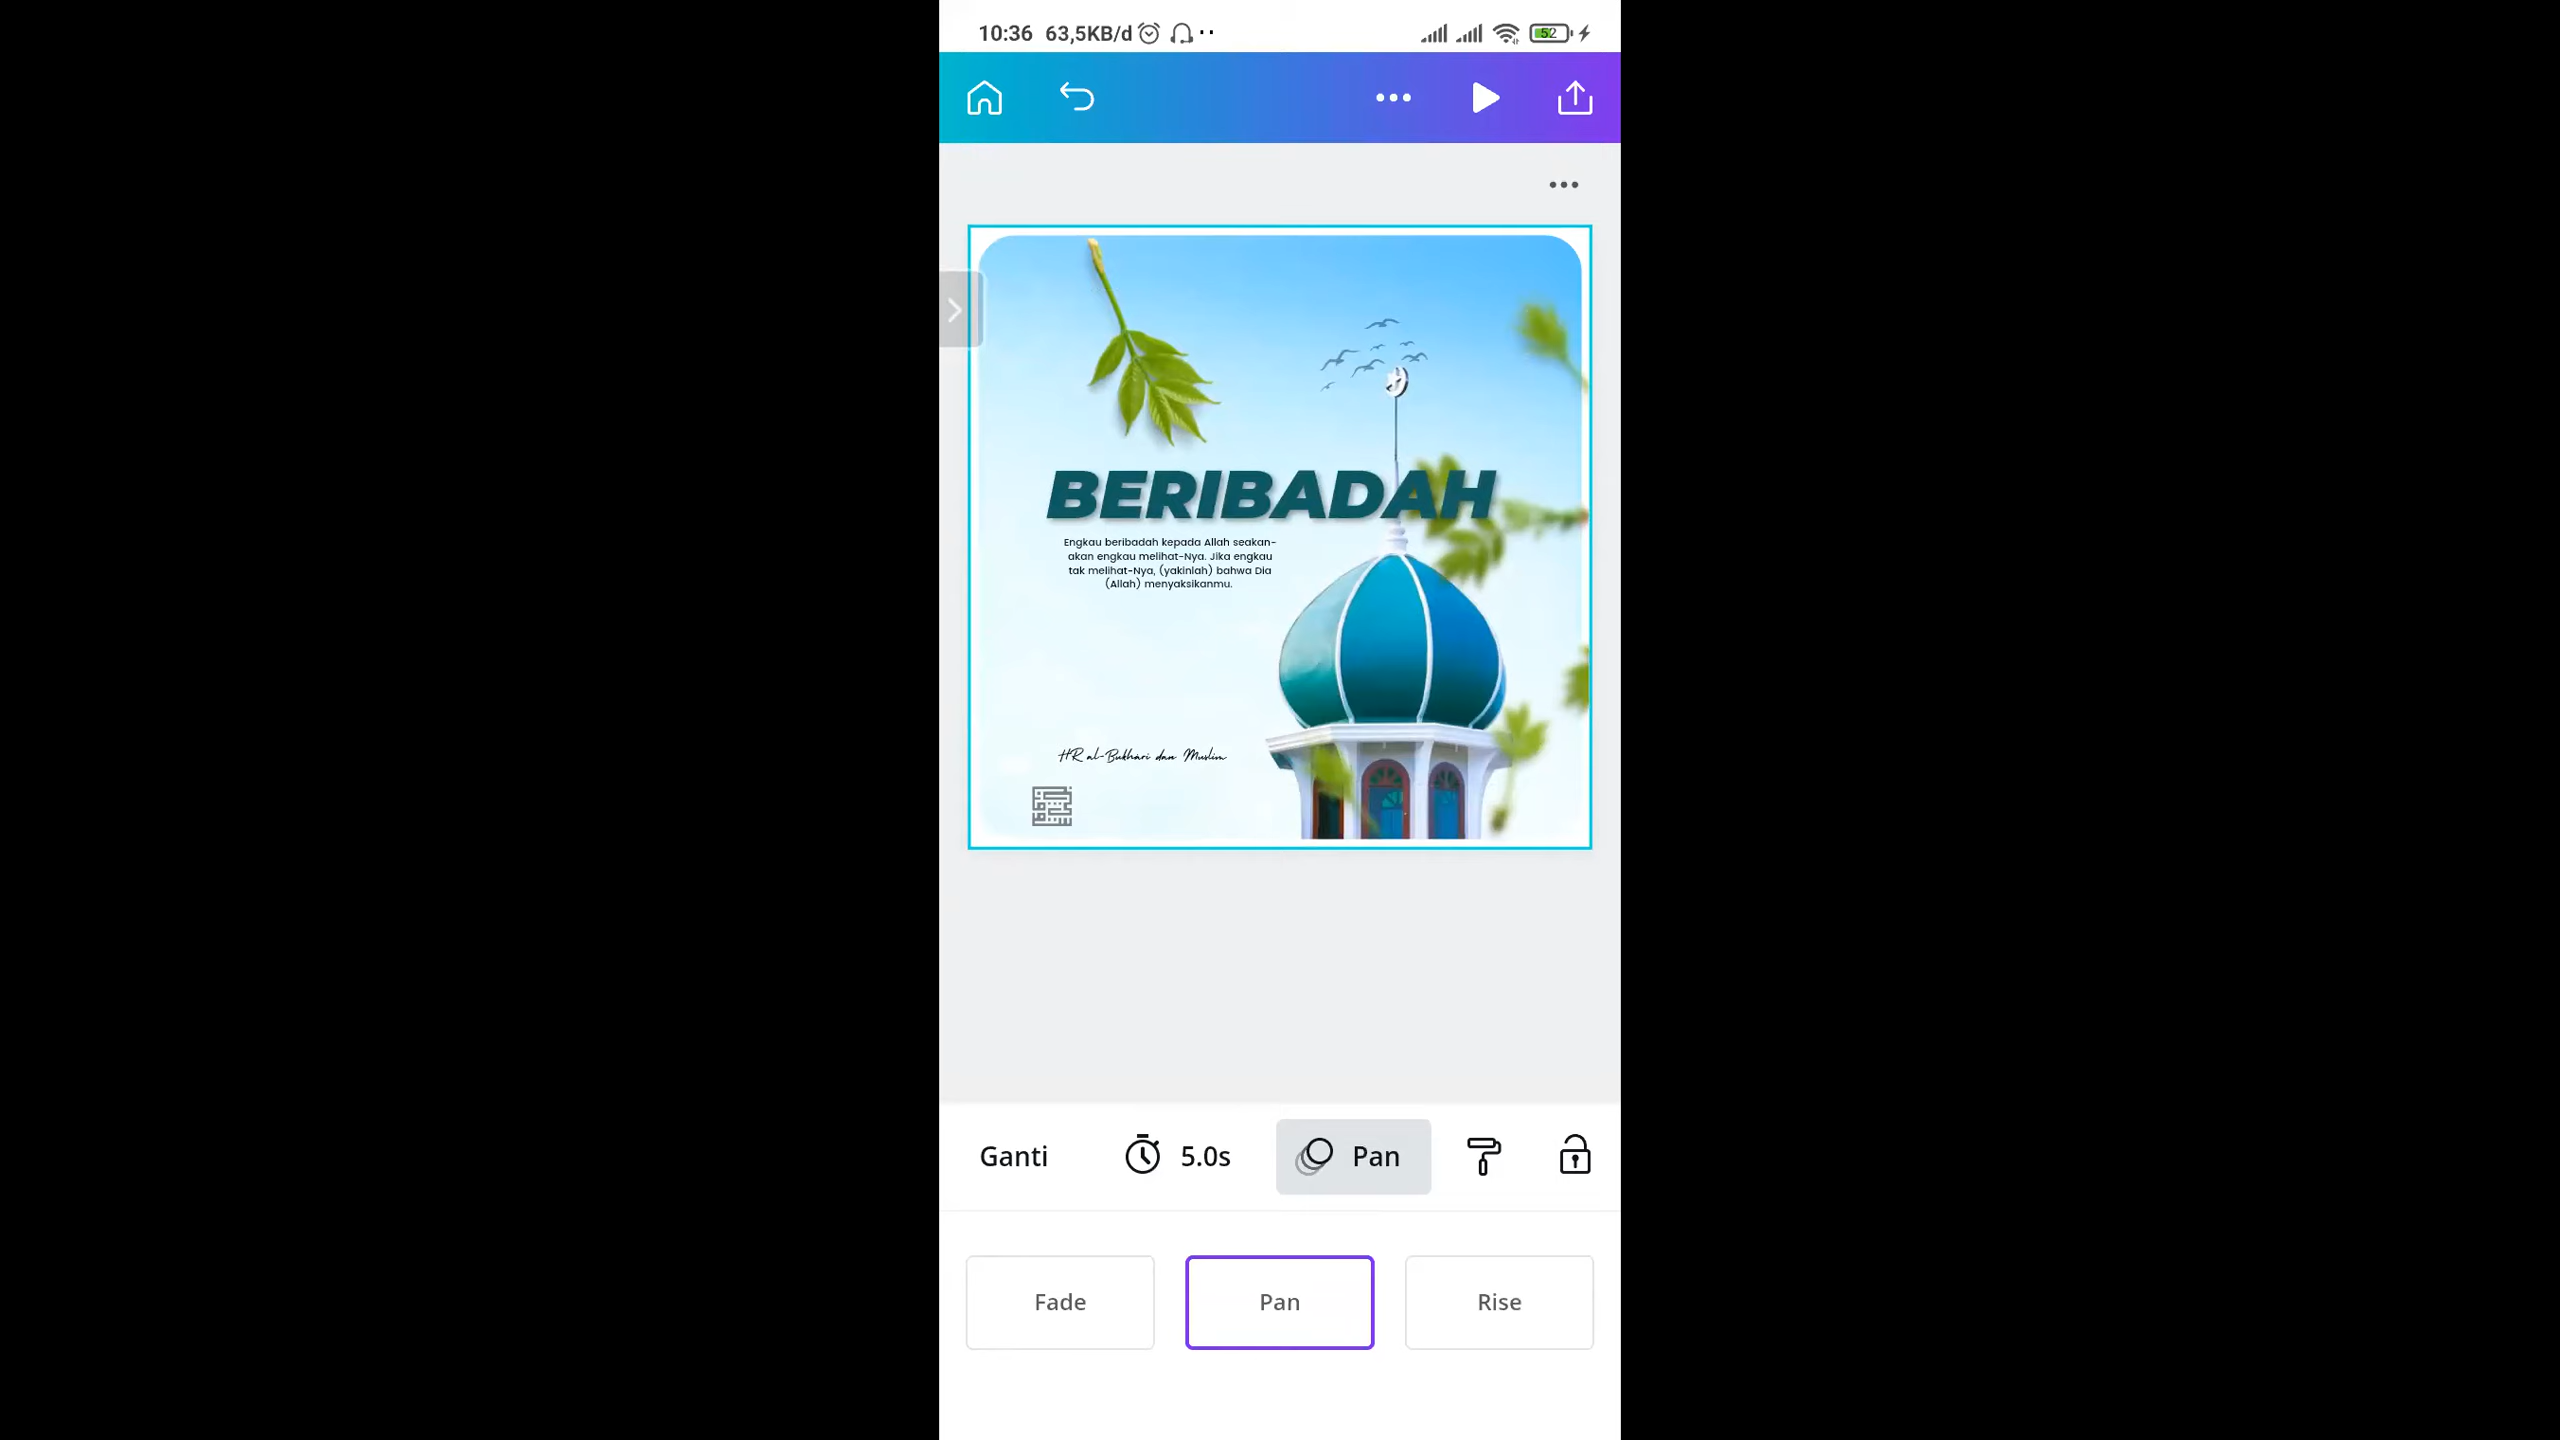 10:36 63,5KB/d 52
BERIBADAH
Engkau beribadah kepada Allah seakan-
akan engkau melihat-Nya. Jika engkau
tak melihat-Nya, (yakinlah) bahwa Dia
(Allah) menyaksikanmu.
HR al-Bukhari dan Muslim
Ganti 5.0s Pan
Fade Pan Rise